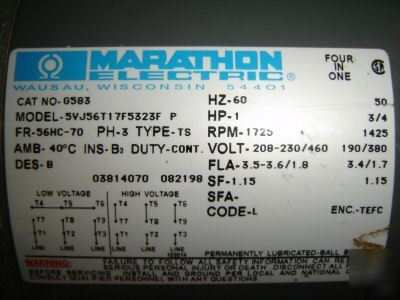 MARATHON
ELECTRIC®
FOUR
IN
ONE
WAUSAU, WISCONSIN 54401
CAT NO.-G583
HZ-60 50
MODEL-5VJ56T17F5323F P
HP-1 3/4
FR-56HC-70 PH-3 TYPE-TS
RPM-1725 1425
AMB-40°C INS-B3 DUTY-CONT.
VOLT-208-230/460 190/380
DES-B
FLA-3.5-3.6/1.8 3.4/1.7
03814070 082198
SF-1.15 1.15
SFA-
CODE-L ENC.-TEFC
LOW VOLTAGE HIGH VOLTAGE
T4 T5 T6 T4 T5 T6
T7 T8 T9 T7 T8 T9
T1 T2 T3 T1 T2 T3
LINE LINE LINE LINE LINE LINE
PERMANENTLY LUBRICATED-BALL
WARNING:
BEFORE SERVICING